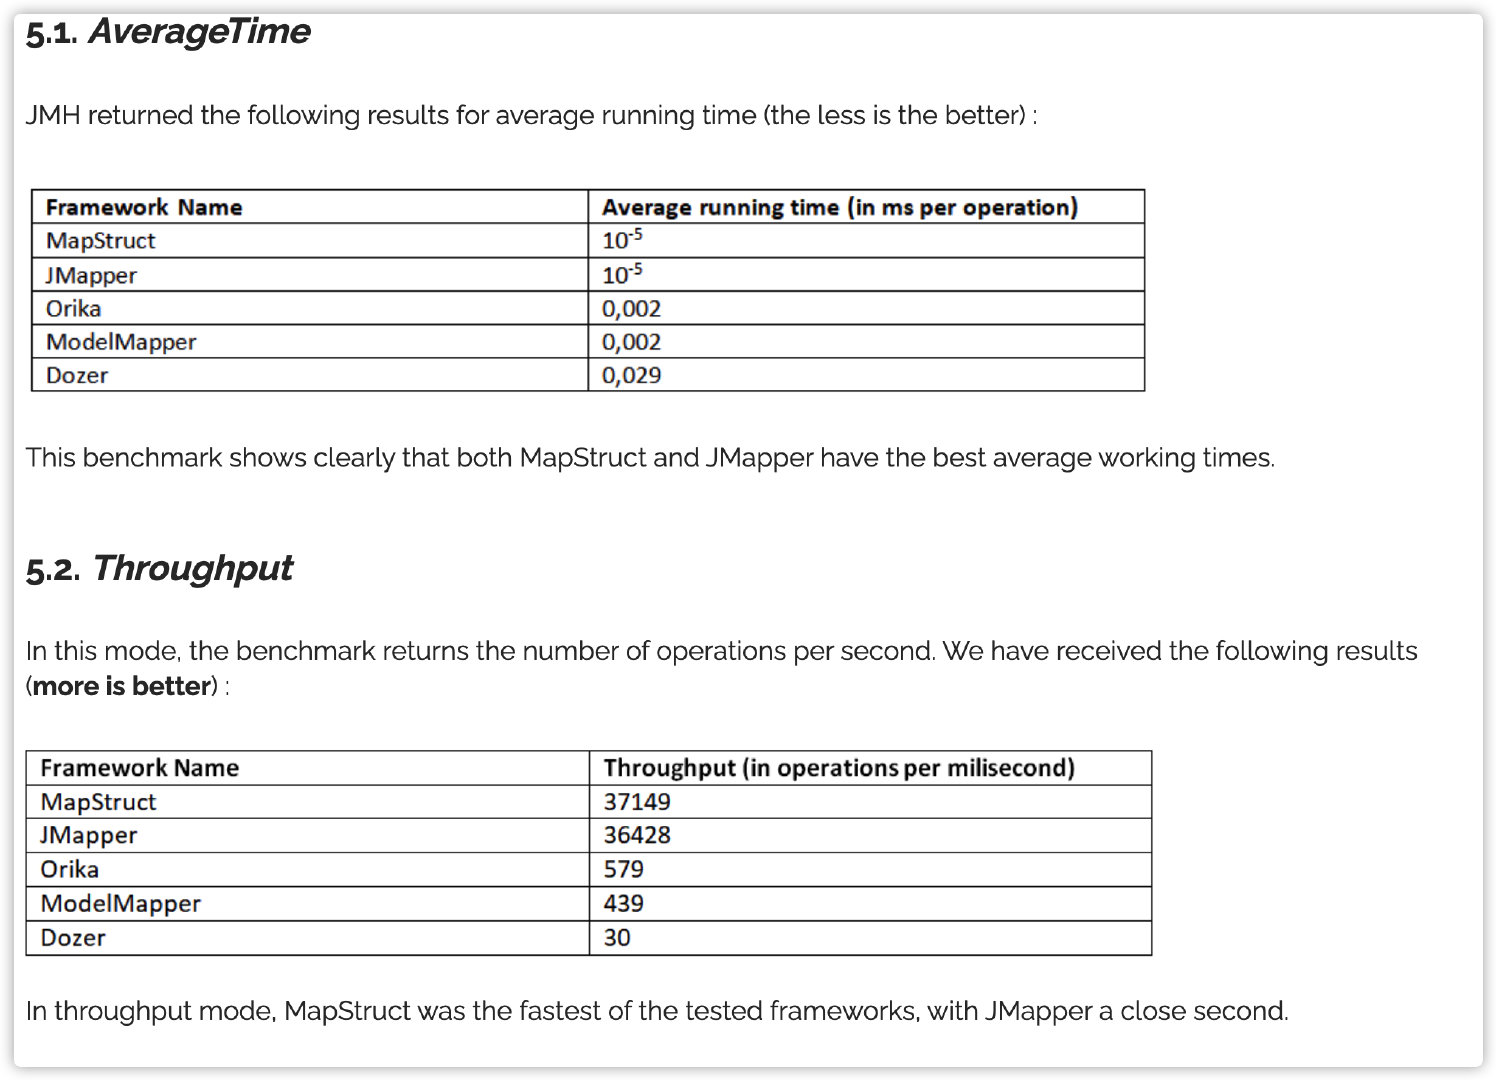 5.1. AverageTime
JMH returned the following results for average running time (the less is the better) :
Framework Name Average running time (in ms per operation)
MapStruct 10⁻⁵
JMapper 10⁻⁵
Orika 0,002
ModelMapper 0,002
Dozer 0,029
This benchmark shows clearly that both MapStruct and JMapper have the best average working times.
5.2. Throughput
In this mode, the benchmark returns the number of operations per second. We have received the following results
(more is better) :
Framework Name Throughput (in operations per milisecond)
MapStruct 37149
JMapper 36428
Orika 579
ModelMapper 439
Dozer 30
In throughput mode, MapStruct was the fastest of the tested frameworks, with JMapper a close second.